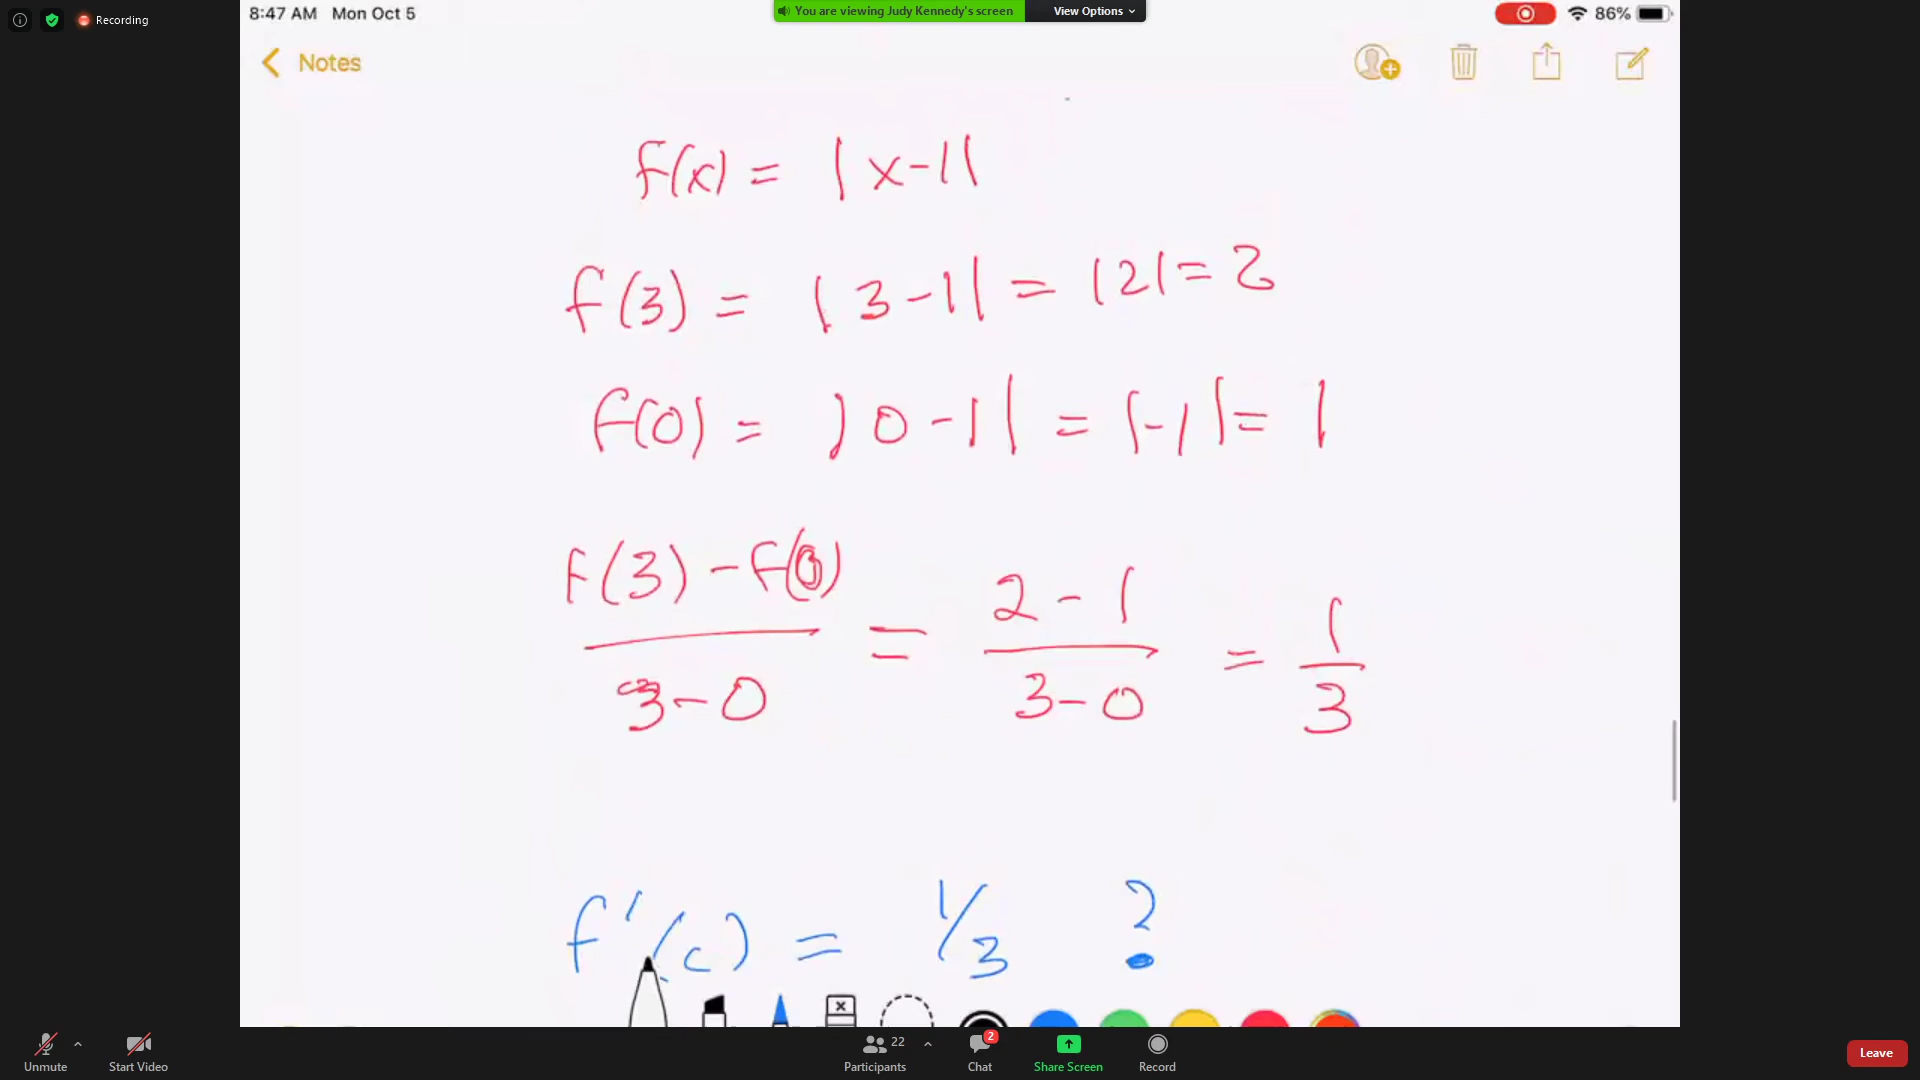 Recording
8:47 AM Mon Oct 5
You are viewing Judy Kennedy's screen View Options
86%
Notes
f(x) = |x-1|
f(3) = |3-1| = |2| = 2
f(0) = |0-1| = |-1| = 1
f(3) - f(0)
3-0
=
2 - 1
3-0
=
1
3
f'(c) = 1/3 ?
22
2
Unmute Start Video Participants Chat Share Screen Record Leave